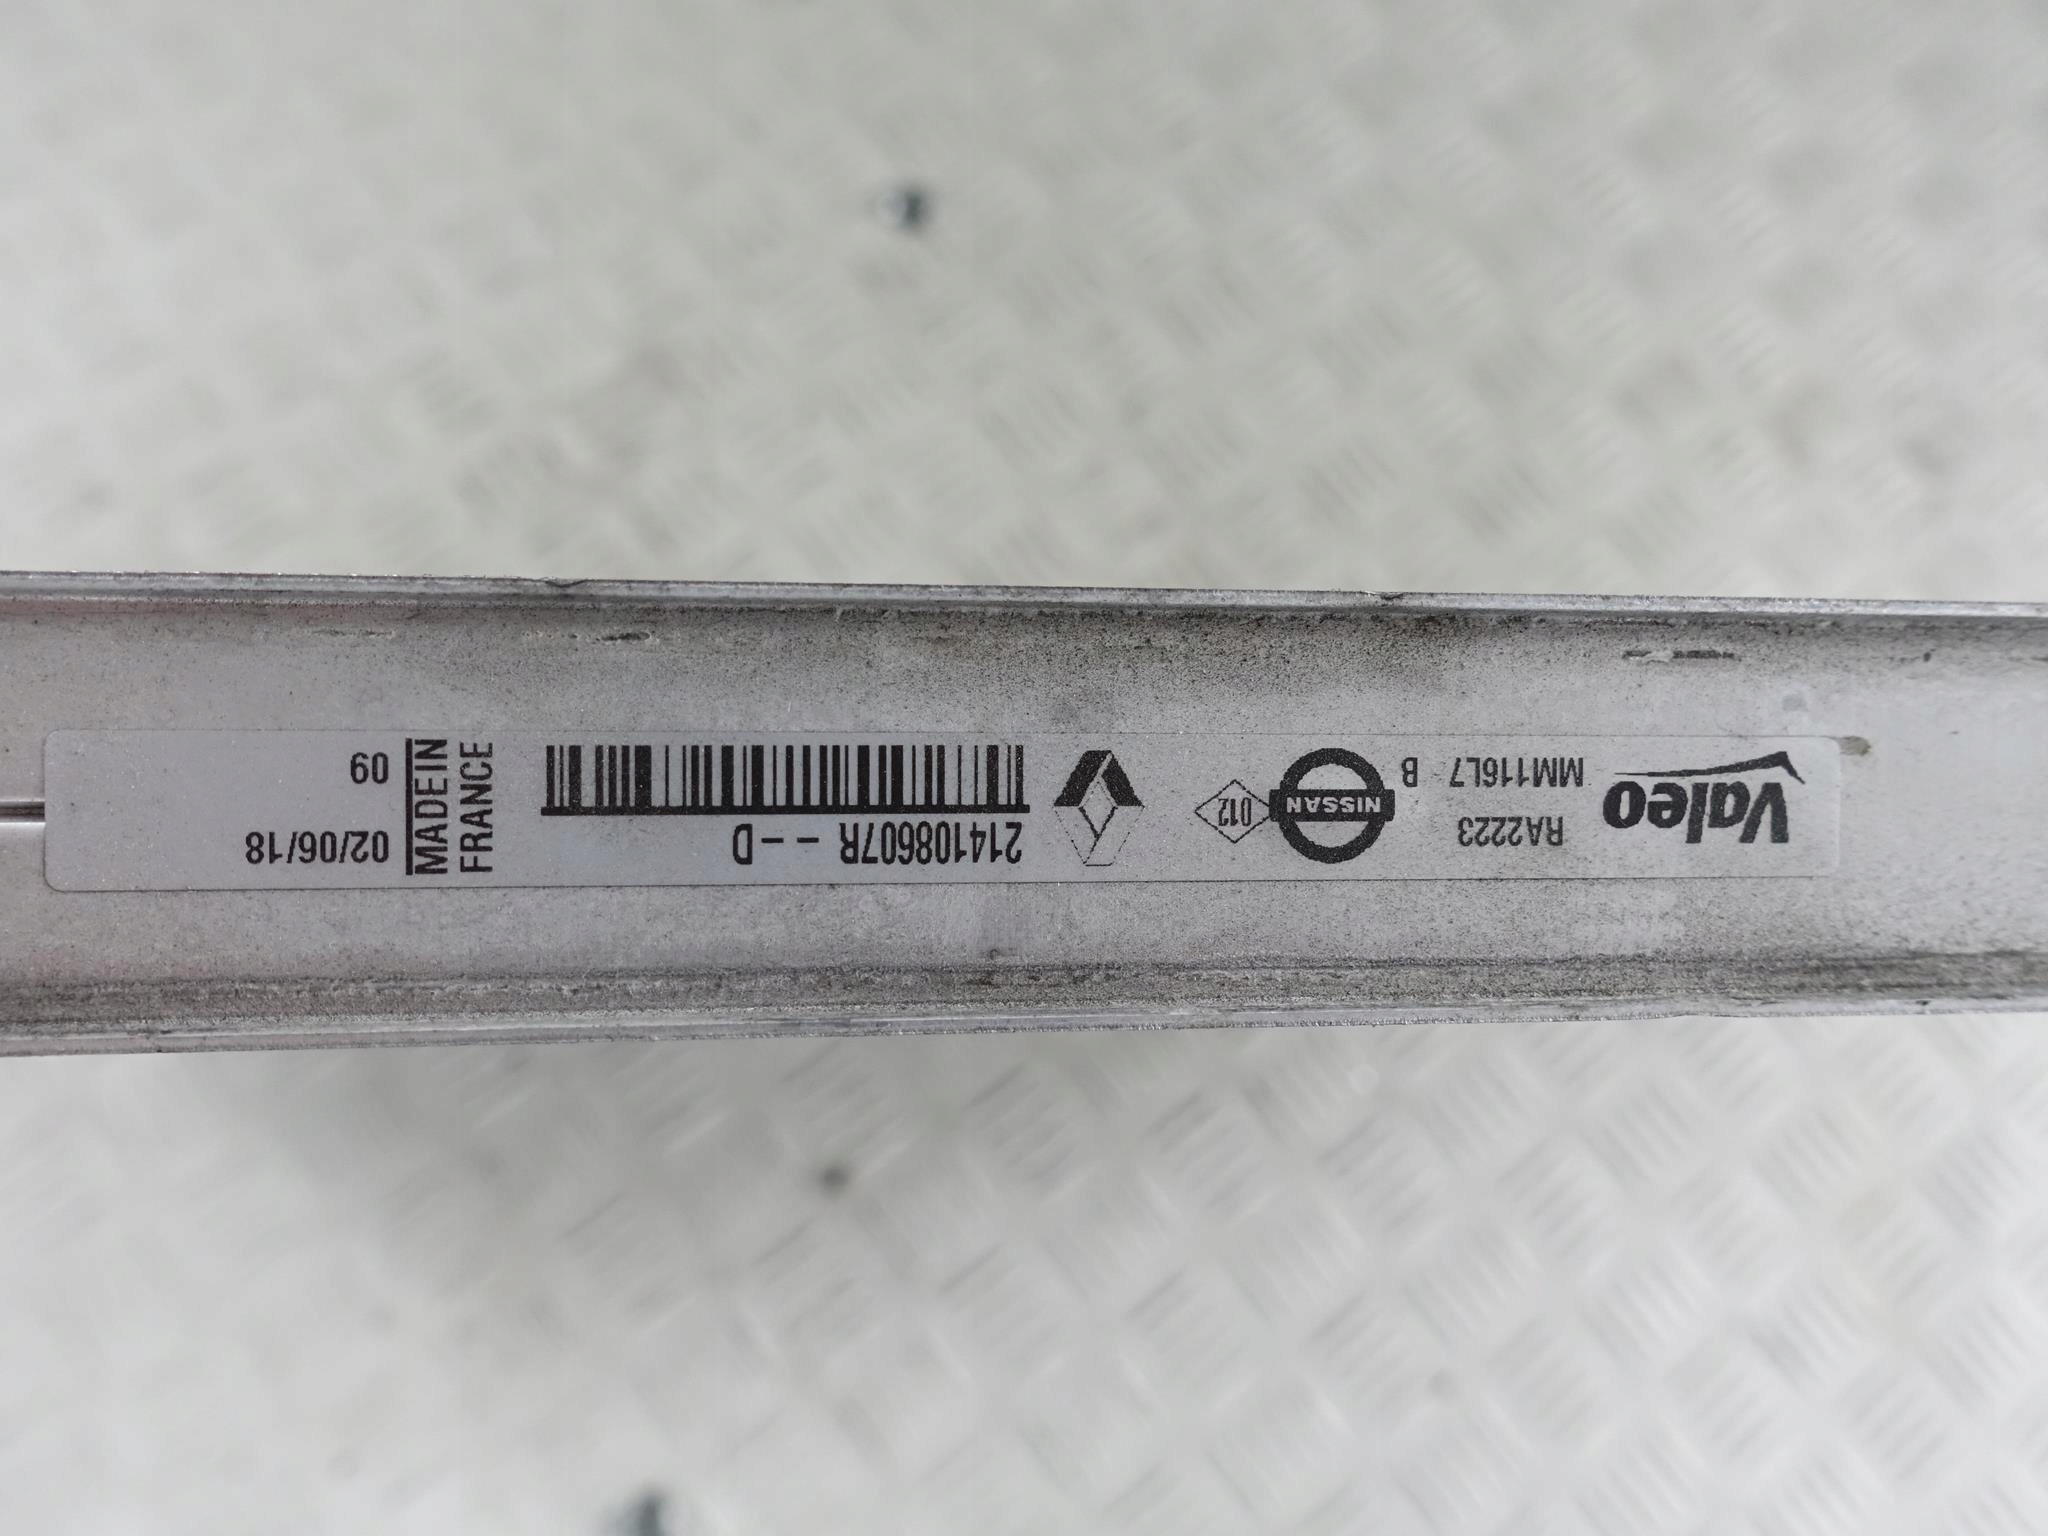 Valeo
RA2223
MM116L7 B
NISSAN
012
214108607R -- D
MADE IN
FRANCE
02/06/18
09